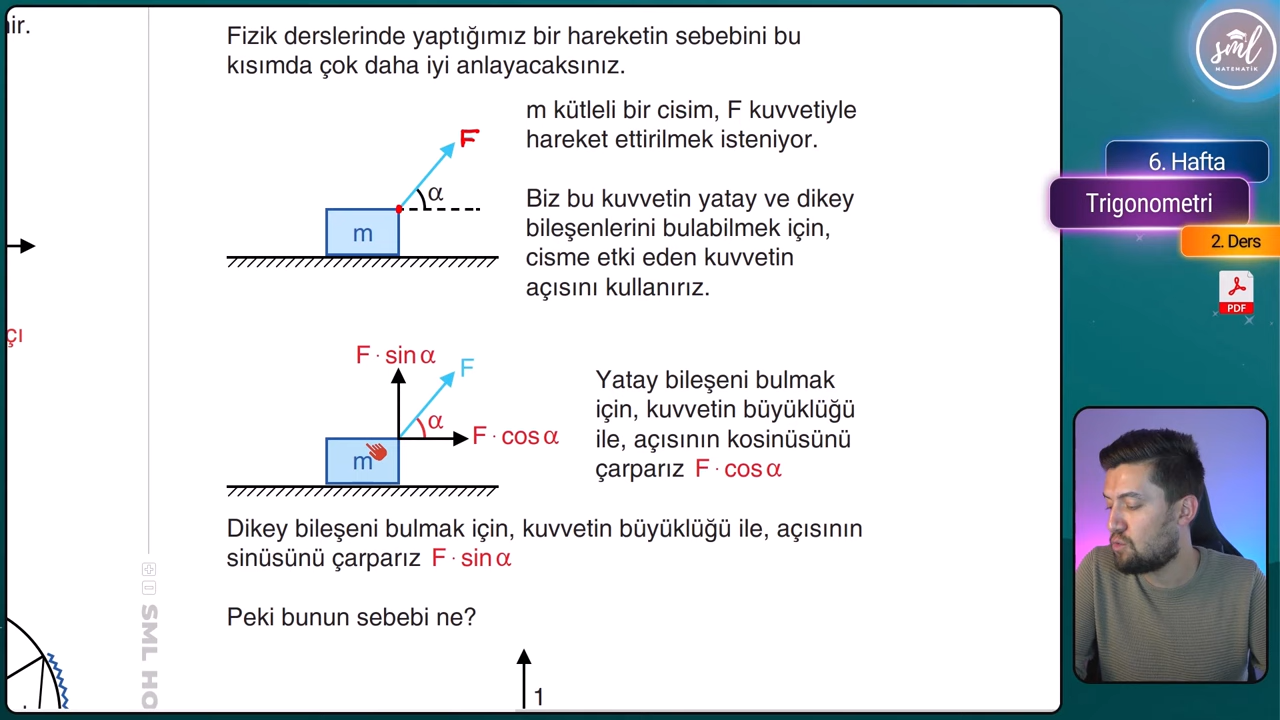 ir.
Fizik derslerinde yaptığımız bir hareketin sebebini bu
kısımda çok daha iyi anlayacaksınız.
m kütleli bir cisim, F kuvvetiyle
hareket ettirilmek isteniyor.
F
α
m
Biz bu kuvvetin yatay ve dikey
bileşenlerini bulabilmek için,
cisme etki eden kuvvetin
açısını kullanırız.
çı
F · sin α
F
α
F · cos α
m
Yatay bileşeni bulmak
için, kuvvetin büyüklüğü
ile, açısının kosinüsünü
çarparız F · cos α
Dikey bileşeni bulmak için, kuvvetin büyüklüğü ile, açısının
sinüsünü çarparız F · sin α
Peki bunun sebebi ne?
1
SML HO
sml
MATEMATİK
6. Hafta
Trigonometri
2. Ders
PDF